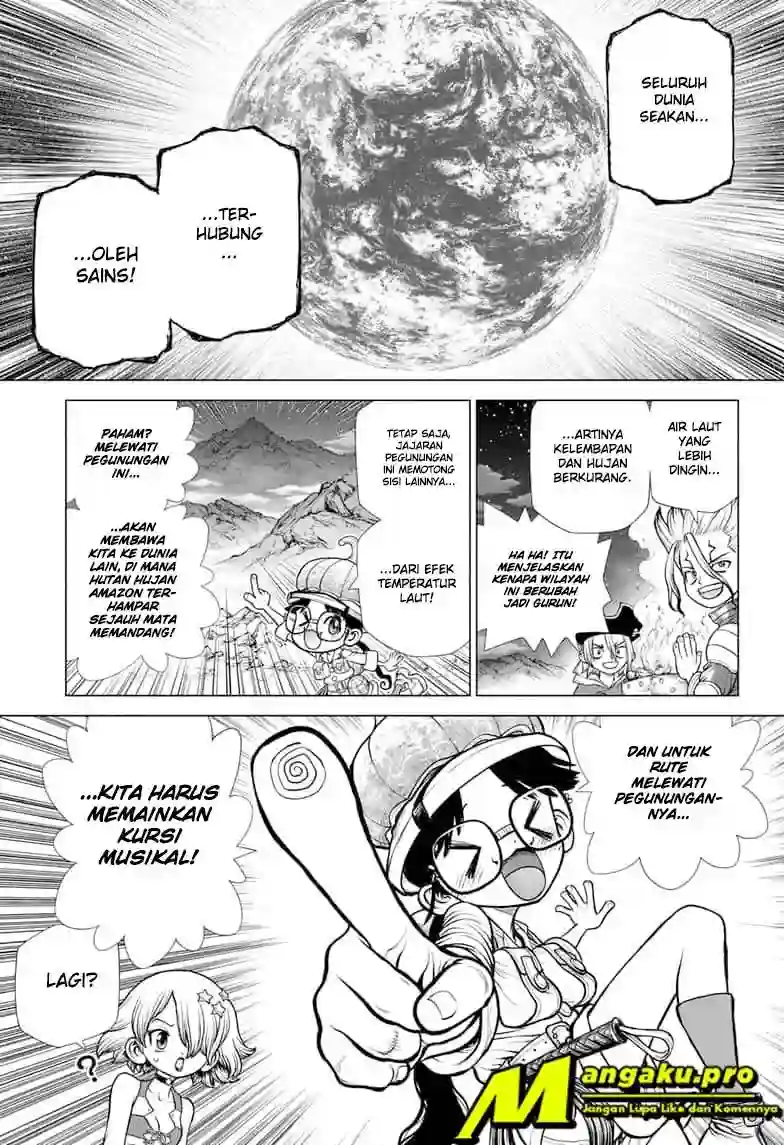 SELURUH
DUNIA
SEAKAN...
...TER-
HUBUNG
...
...OLEH
SAINS!
AIR LAUT
YANG
LEBIH
DINGIN...
...ARTINYA
KELEMBAPAN
DAN HUJAN
BERKURANG.
HA HA! ITU
MENJELASKAN
KENAPA WILAYAH
INI BERUBAH
JADI GURUN!
TETAP SAJA,
JAJARAN
PEGUNUNGAN
INI MEMOTONG
SISI LAINNYA...
...DARI EFEK
TEMPERATUR
LAUT!
PAHAM?
MELEWATI
PEGUNUNGAN
INI...
...AKAN
MEMBAWA
KITA KE DUNIA
LAIN, DI MANA
HUTAN HUJAN
AMAZON TER-
HAMPAR
SEJAUH MATA
MEMANDANG!
DAN UNTUK
RUTE
MELEWATI
PEGUNUNGAN-
NYA...
...KITA HARUS
MEMAINKAN
KURSI
MUSIKAL!
LAGI?
?
Mangaku.pro
Jangan Lupa Like dan Komennya